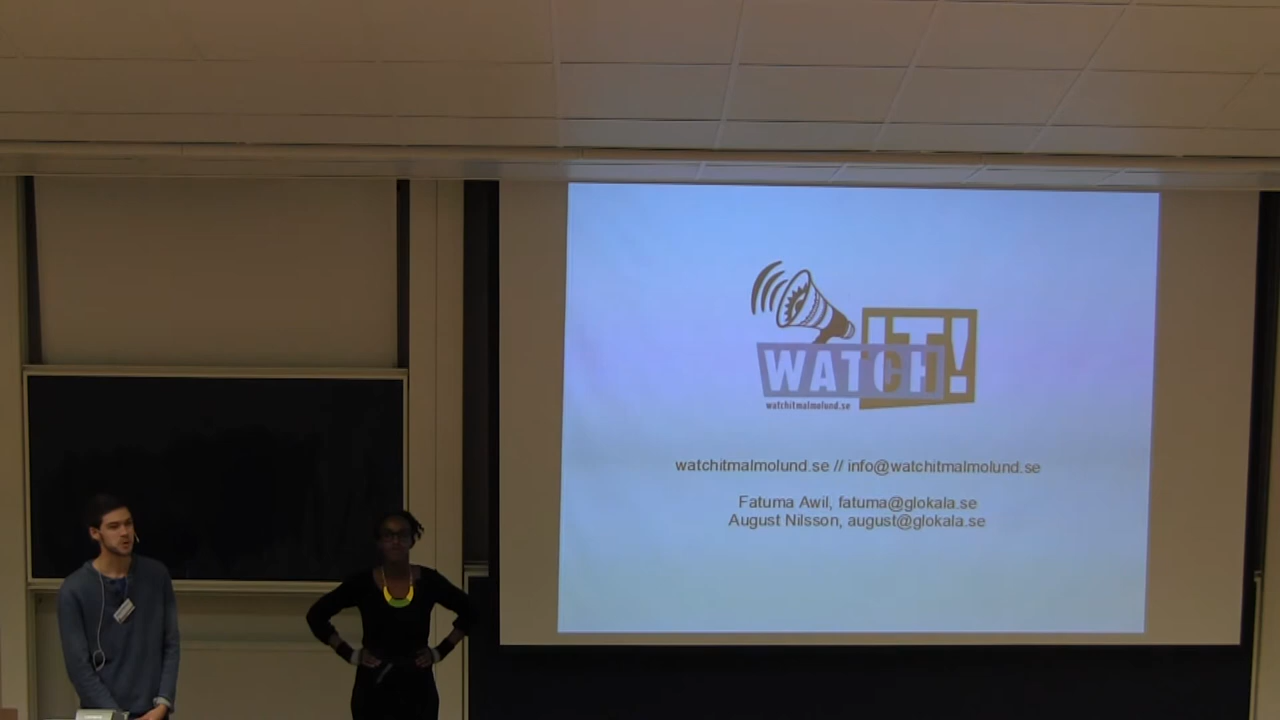 IT!
WATCH
watchitmalmolund.se
watchitmalmolund.se // info@watchitmalmolund.se
Fatuma Awil, fatuma@glokala.se
August Nilsson, august@glokala.se